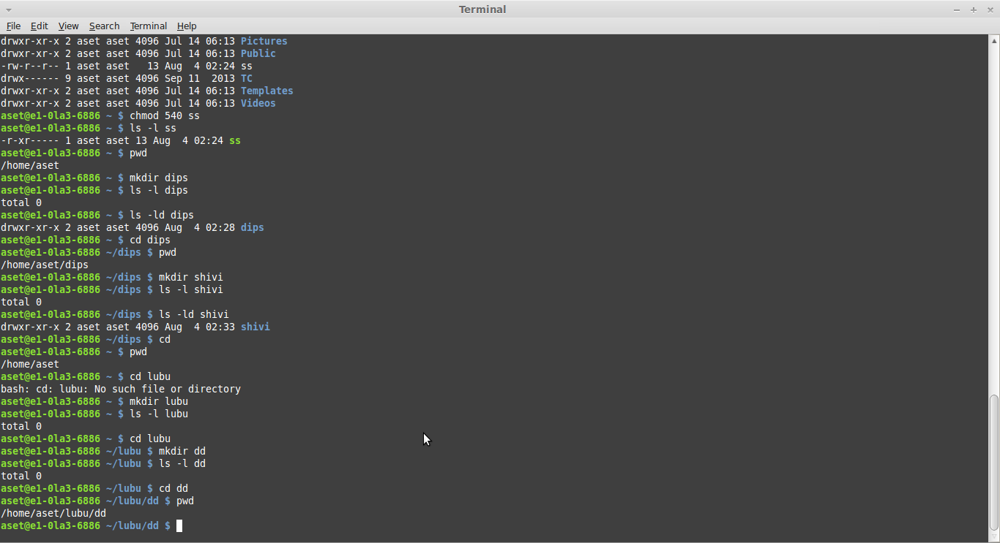 Terminal
File Edit View Search Terminal Help
drwxr-xr-x 2 aset aset 4096 Jul 14 06:13 Pictures
drwxr-xr-x 2 aset aset 4096 Jul 14 06:13 Public
-rw-r--r-- 1 aset aset   13 Aug  4 02:24 ss
drwx------ 9 aset aset 4096 Sep 11  2013 TC
drwxr-xr-x 2 aset aset 4096 Jul 14 06:13 Templates
drwxr-xr-x 2 aset aset 4096 Jul 14 06:13 Videos
aset@e1-0la3-6886 ~ $ chmod 540 ss
aset@e1-0la3-6886 ~ $ ls -l ss
-r-xr----- 1 aset aset 13 Aug  4 02:24 ss
aset@e1-0la3-6886 ~ $ pwd
/home/aset
aset@e1-0la3-6886 ~ $ mkdir dips
aset@e1-0la3-6886 ~ $ ls -l dips
total 0
aset@e1-0la3-6886 ~ $ ls -ld dips
drwxr-xr-x 2 aset aset 4096 Aug  4 02:28 dips
aset@e1-0la3-6886 ~ $ cd dips
aset@e1-0la3-6886 ~/dips $ pwd
/home/aset/dips
aset@e1-0la3-6886 ~/dips $ mkdir shivi
aset@e1-0la3-6886 ~/dips $ ls -l shivi
total 0
aset@e1-0la3-6886 ~/dips $ ls -ld shivi
drwxr-xr-x 2 aset aset 4096 Aug  4 02:33 shivi
aset@e1-0la3-6886 ~/dips $ cd
aset@e1-0la3-6886 ~ $ pwd
/home/aset
aset@e1-0la3-6886 ~ $ cd lubu
bash: cd: lubu: No such file or directory
aset@e1-0la3-6886 ~ $ mkdir lubu
aset@e1-0la3-6886 ~ $ ls -l lubu
total 0
aset@e1-0la3-6886 ~ $ cd lubu
aset@e1-0la3-6886 ~/lubu $ mkdir dd
aset@e1-0la3-6886 ~/lubu $ ls -l dd
total 0
aset@e1-0la3-6886 ~/lubu $ cd dd
aset@e1-0la3-6886 ~/lubu/dd $ pwd
/home/aset/lubu/dd
aset@e1-0la3-6886 ~/lubu/dd $